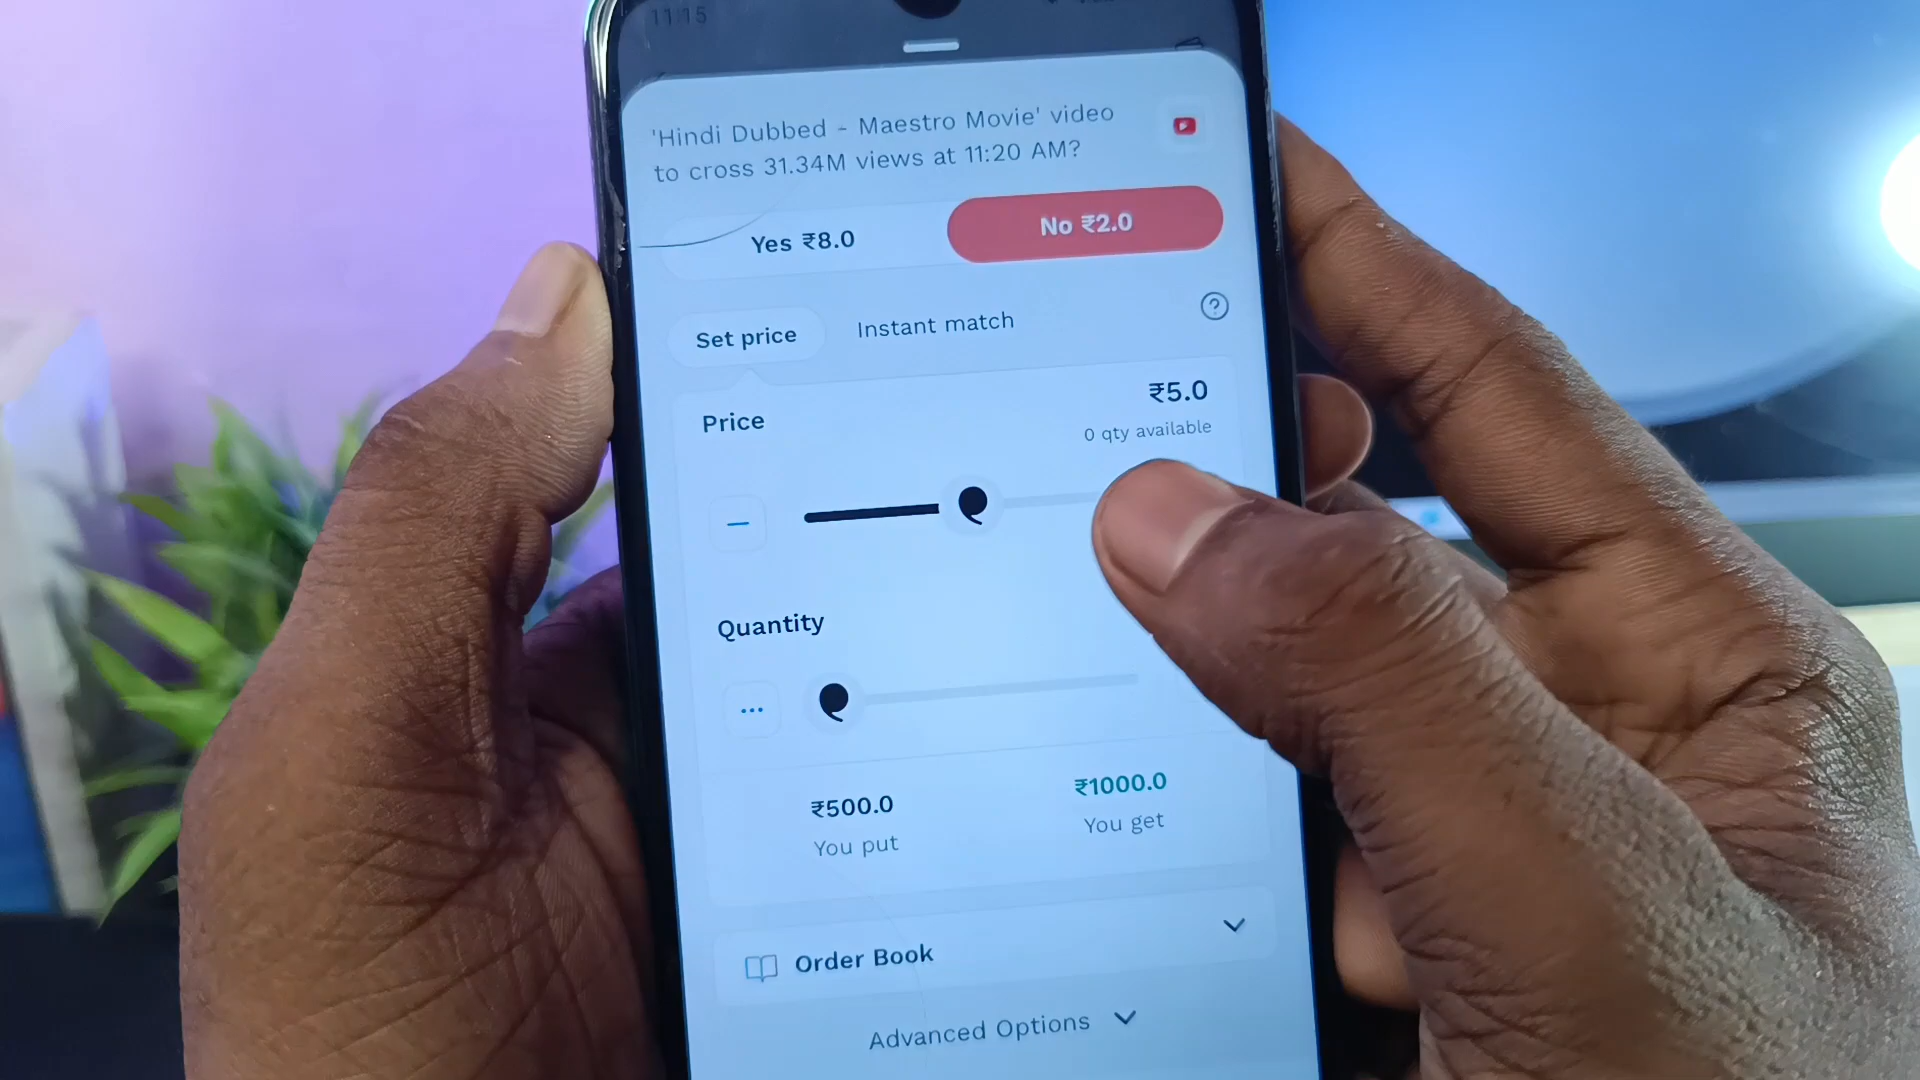 11:15
'Hindi Dubbed - Maestro Movie' video
to cross 31.34M views at 11:20 AM?
Yes ₹8.0
No ₹2.0
Set price
Instant match
?
Price
₹5.0
0 qty available
Quantity
₹500.0
₹1000.0
You put
You get
Order Book
Advanced Options